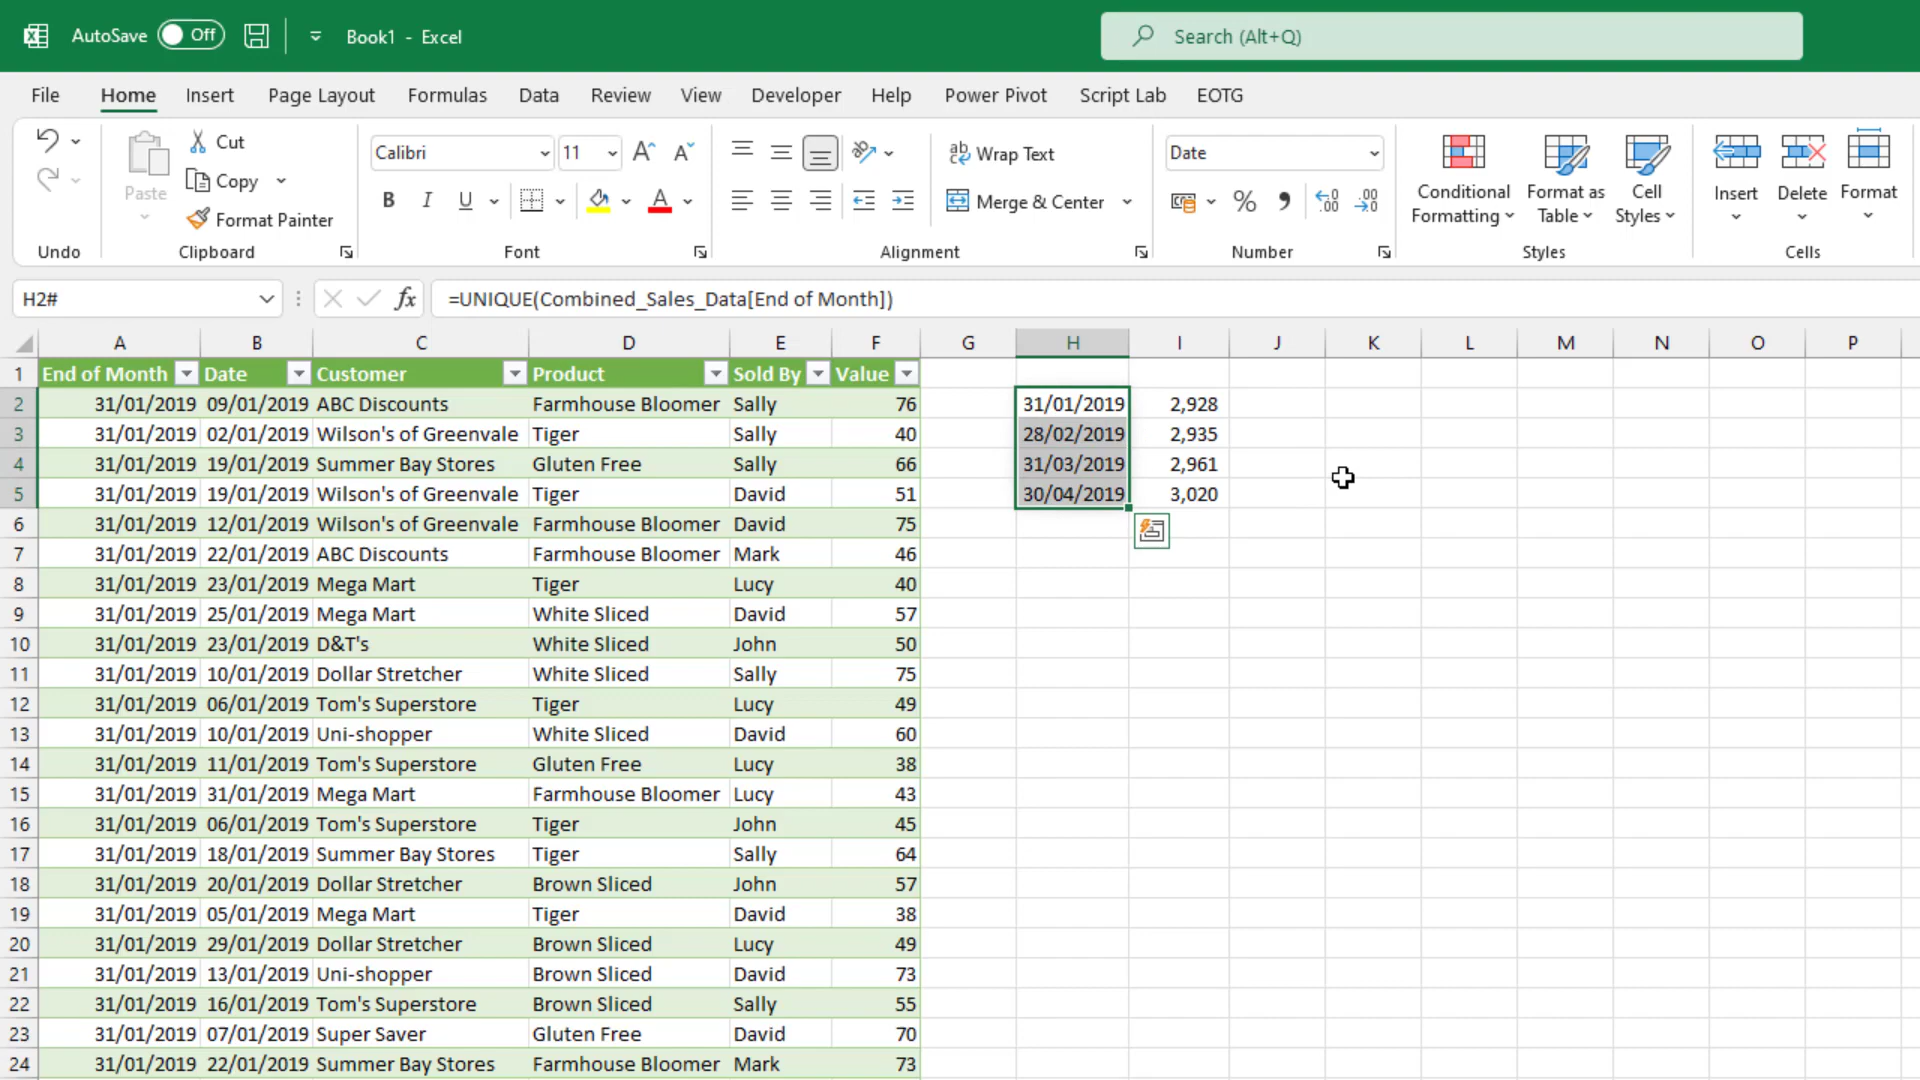 AutoSave Off Book1 - Excel Search (Alt+Q)
File Home Insert Page Layout Formulas Data Review View Developer Help Power Pivot Script Lab EOTG
Paste Cut Calibri 11 Wrap Text Date Conditional Formatting Format as Table Cell Styles Insert Delete Format
Copy B I U Merge & Center % 9
Format Painter
Undo Clipboard Font Alignment Number Styles Cells
H2# fx =UNIQUE(Combined_Sales_Data[End of Month])
A B C D E F G H I J K L M N O P
1 End of Month Date Customer Product Sold By Value
2 31/01/2019 09/01/2019 ABC Discounts Farmhouse Bloomer Sally 76 31/01/2019 2,928
3 31/01/2019 02/01/2019 Wilson's of Greenvale Tiger Sally 40 28/02/2019 2,935
4 31/01/2019 19/01/2019 Summer Bay Stores Gluten Free Sally 66 31/03/2019 2,961
5 31/01/2019 19/01/2019 Wilson's of Greenvale Tiger David 51 30/04/2019 3,020
6 31/01/2019 12/01/2019 Wilson's of Greenvale Farmhouse Bloomer David 75
7 31/01/2019 22/01/2019 ABC Discounts Farmhouse Bloomer Mark 46
8 31/01/2019 23/01/2019 Mega Mart Tiger Lucy 40
9 31/01/2019 25/01/2019 Mega Mart White Sliced David 57
10 31/01/2019 23/01/2019 D&T's White Sliced John 50
11 31/01/2019 10/01/2019 Dollar Stretcher White Sliced Sally 75
12 31/01/2019 06/01/2019 Tom's Superstore Tiger Lucy 49
13 31/01/2019 10/01/2019 Uni-shopper White Sliced David 60
14 31/01/2019 11/01/2019 Tom's Superstore Gluten Free Lucy 38
15 31/01/2019 31/01/2019 Mega Mart Farmhouse Bloomer Lucy 43
16 31/01/2019 06/01/2019 Tom's Superstore Tiger John 45
17 31/01/2019 18/01/2019 Summer Bay Stores Tiger Sally 64
18 31/01/2019 20/01/2019 Dollar Stretcher Brown Sliced John 57
19 31/01/2019 05/01/2019 Mega Mart Tiger David 38
20 31/01/2019 29/01/2019 Dollar Stretcher Brown Sliced Lucy 49
21 31/01/2019 13/01/2019 Uni-shopper Brown Sliced David 73
22 31/01/2019 16/01/2019 Tom's Superstore Brown Sliced Sally 55
23 31/01/2019 07/01/2019 Super Saver Gluten Free David 70
24 31/01/2019 22/01/2019 Summer Bay Stores Farmhouse Bloomer Mark 73